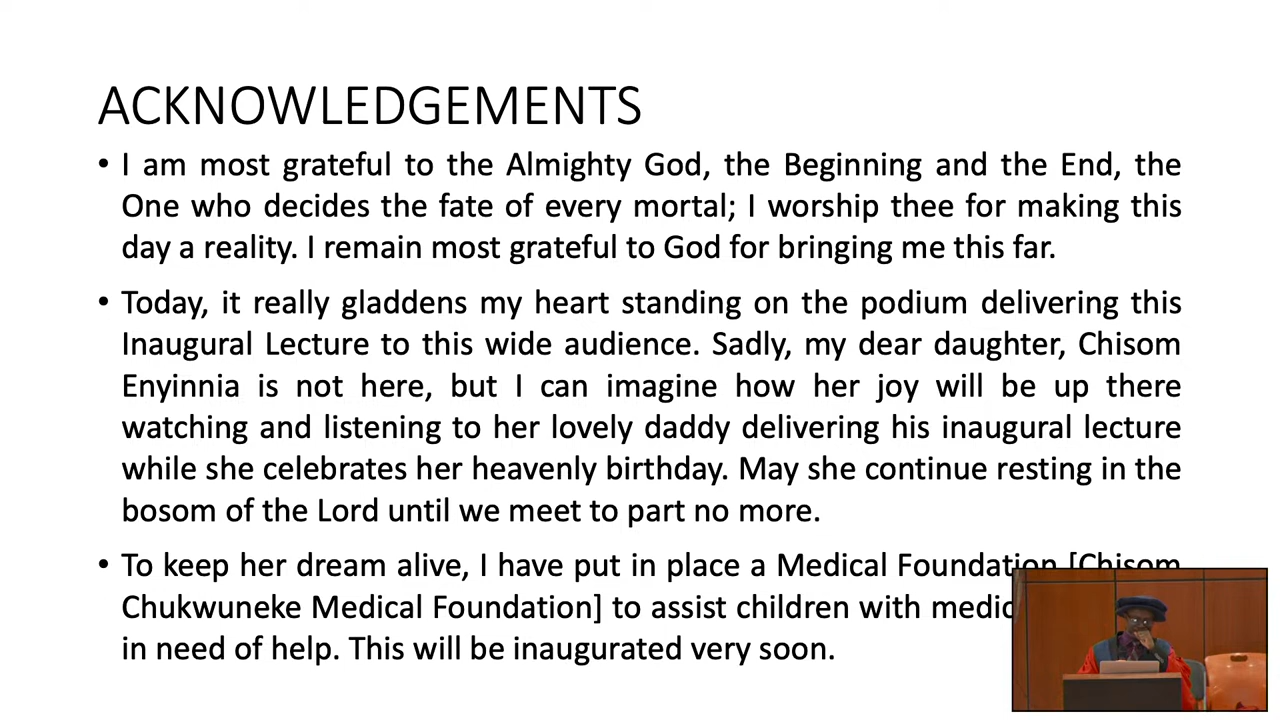 ACKNOWLEDGEMENTS
• I am most grateful to the Almighty God, the Beginning and the End, the
One who decides the fate of every mortal; I worship thee for making this
day a reality. I remain most grateful to God for bringing me this far.
• Today, it really gladdens my heart standing on the podium delivering this
Inaugural Lecture to this wide audience. Sadly, my dear daughter, Chisom
Enyinnia is not here, but I can imagine how her joy will be up there
watching and listening to her lovely daddy delivering his inaugural lecture
while she celebrates her heavenly birthday. May she continue resting in the
bosom of the Lord until we meet to part no more.
• To keep her dream alive, I have put in place a Medical Foundation [Chisom
Chukwuneke Medical Foundation] to assist children with
in need of help. This will be inaugurated very soon.